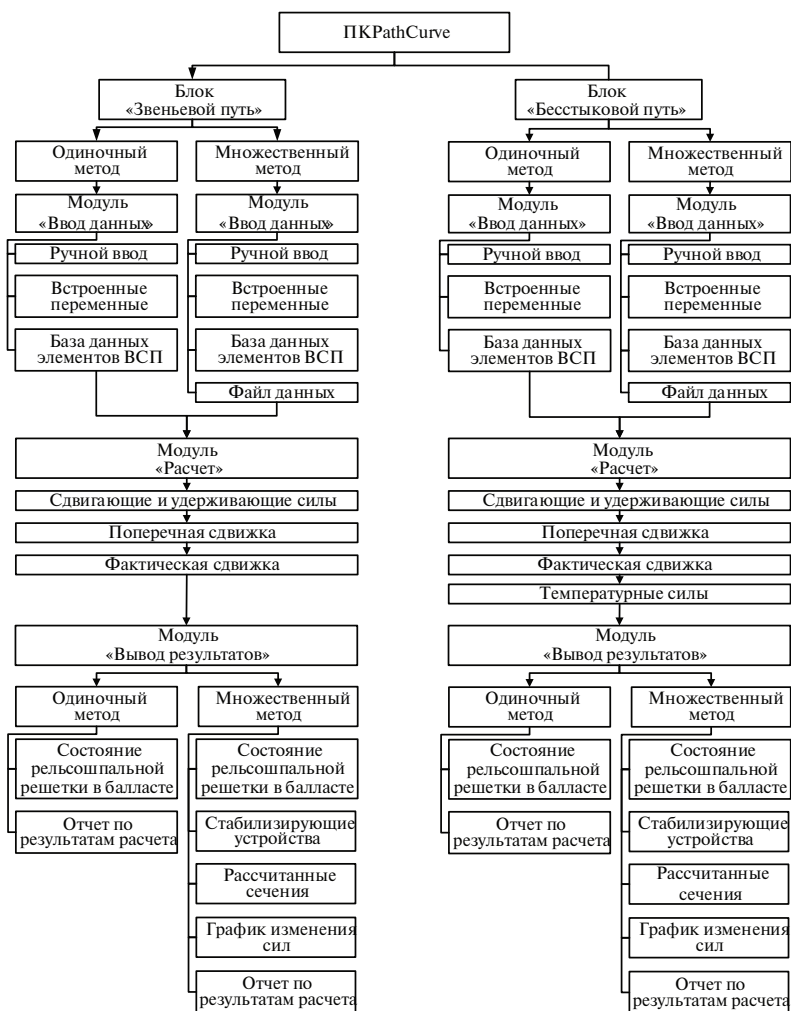 ПКPathCurve
Блок
«Звеньевой путь»
Одиночный
метод
Множественный
метод
Модуль
«Ввод данных»
Модуль
«Ввод данных»
Ручной ввод
Ручной ввод
Встроенные
переменные
Встроенные
переменные
База данных
элементов ВСП
База данных
элементов ВСП
Файл данных
Модуль
«Расчет»
Сдвигающие и удерживающие силы
Поперечная сдвижка
Фактическая сдвижка
Модуль
«Вывод результатов»
Одиночный
метод
Множественный
метод
Состояние
рельсошпальной
решетки в балласте
Состояние
рельсошпальной
решетки в балласте
Отчет по
результатам расчета
Стабилизирующие
устройства
Рассчитанные
сечения
График изменения
сил
Отчет по
результатам расчета
Блок
«Бесстыковой путь»
Одиночный
метод
Множественный
метод
Модуль
«Ввод данных»
Модуль
«Ввод данных»
Ручной ввод
Ручной ввод
Встроенные
переменные
Встроенные
переменные
База данных
элементов ВСП
База данных
элементов ВСП
Файл данных
Модуль
«Расчет»
Сдвигающие и удерживающие силы
Поперечная сдвижка
Фактическая сдвижка
Температурные силы
Модуль
«Вывод результатов»
Одиночный
метод
Множественный
метод
Состояние
рельсошпальной
решетки в балласте
Состояние
рельсошпальной
решетки в балласте
Отчет по
результатам расчета
Стабилизирующие
устройства
Рассчитанные
сечения
График изменения
сил
Отчет по
результатам расчета